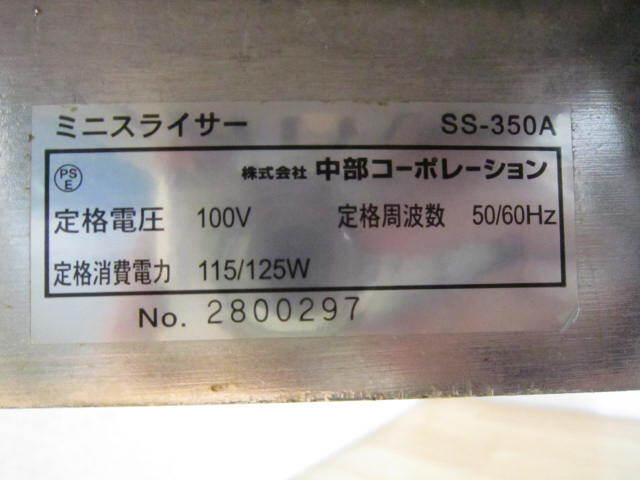 ミニスライサー SS-350A
PSE 株式会社 中部コーポレーション
定格電圧 100V 定格周波数 50/60Hz
定格消費電力 115/125W
No. 2800297